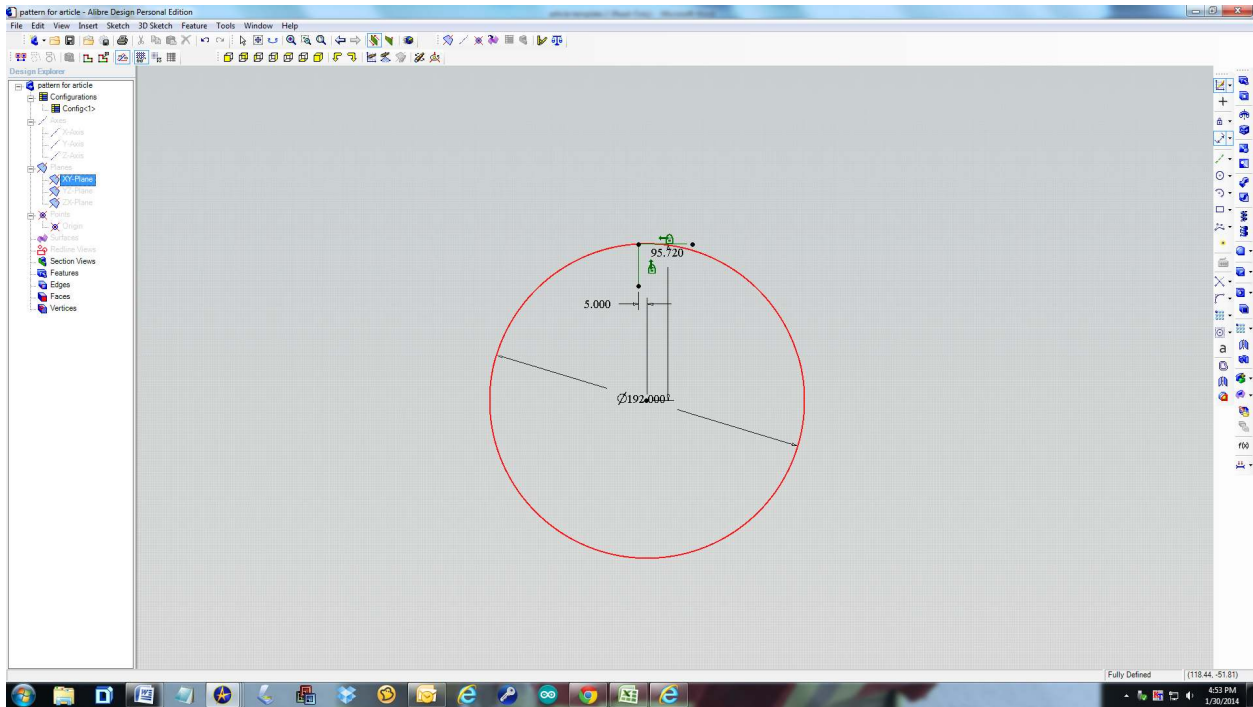 pattern for article - Alibre Design Personal Edition
File Edit View Insert Sketch 3D Sketch Feature Tools Window Help
Design Explorer
pattern for article
Configurations
Config<1>
Axes
X-Axis
Y-Axis
Z-Axis
Planes
XY-Plane
YZ-Plane
ZX-Plane
Points
Origin
Surfaces
Redline Views
Section Views
Features
Edges
Faces
Vertices
95.720
5.000
Ø192.000
a
f(x)
Fully Defined (118.44, -51.81)
4:53 PM
1/30/2014